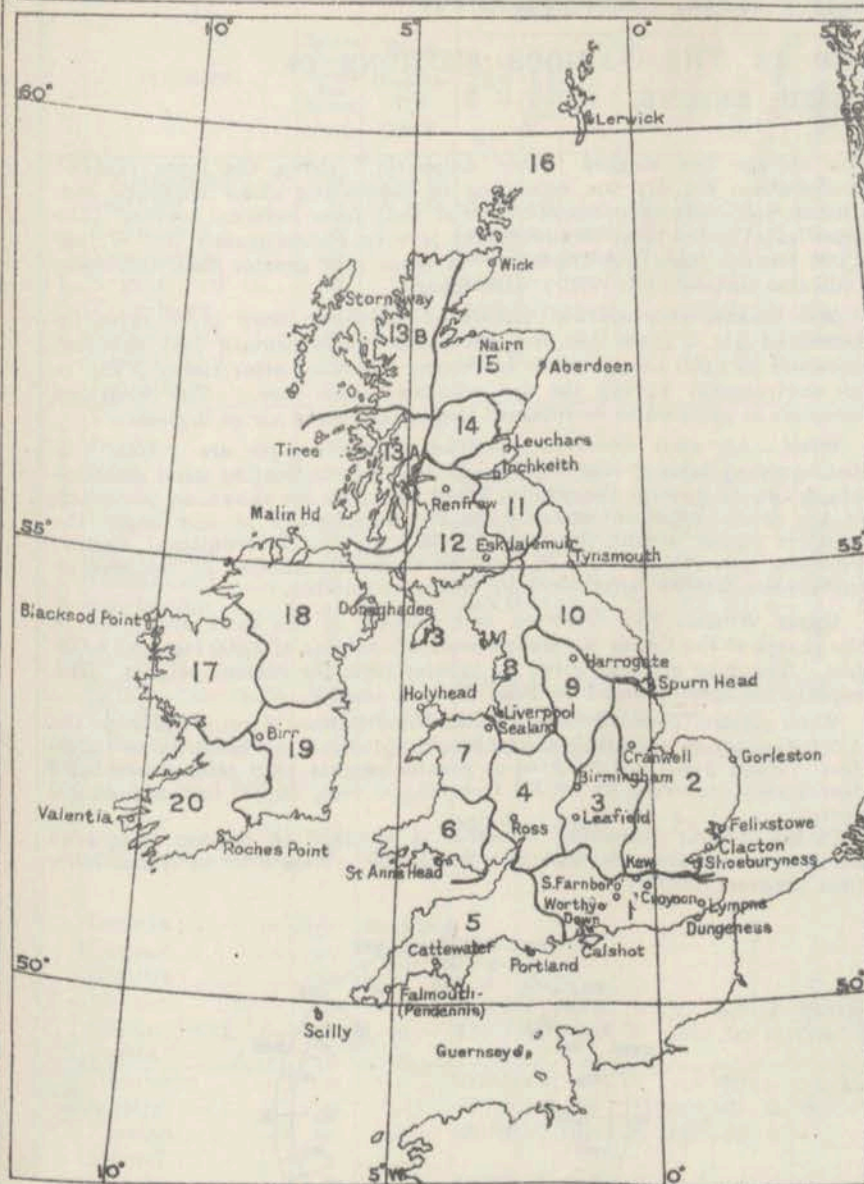 10°
5°
0°
60°
Lerwick
16
Wick
Stornoway
13 B
Nairn
15
Aberdeen
14
Leuchars
Tiree
13 A
Inchkeith
Renfrew
11
Malin Hd
55°
12
Eskdalemuir
Tynemouth
55°
Donaghadee
18
10
Blacksod Point
13
Harrogate
17
8
9
Spurn Head
Holyhead
Liverpool
Sealand
Birr
19
7
Cranwell
Gorleston
Birmingham
2
4
3
20
Leafield
Valentia
6
Ross
Felixstowe
Clacton
Roches Point
St Anns Head
Kew
Shoeburyness
S. Farnboro
Croydon
Worthy
Down
1
Lympne
Dungeness
5
Cattewater
Calshot
Portland
50°
50°
Falmouth-
(Pendennis)
Scilly
Guernsey
10°
5°W
0°